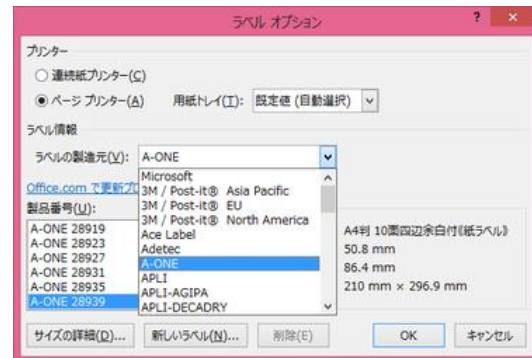 ラベル オプション
プリンター
連続紙プリンター(C)
ページ プリンター(A) 用紙トレイ(T): 既定値 (自動選択)
ラベル情報
ラベルの製造元(V): A-ONE
Microsoft
3M / Post-it® Asia Pacific
3M / Post-it® EU
3M / Post-it® North America
Ace Label
Adetec
A-ONE
APLI
APLI-AGIPA
APLI-DECADRY
Office.com で更新プロ
製品番号(U):
A-ONE 28919
A-ONE 28923
A-ONE 28927
A-ONE 28931
A-ONE 28935
A-ONE 28939
A4判 10面四辺余白付《紙ラベル》
50.8 mm
86.4 mm
210 mm × 296.9 mm
サイズの詳細(D)... 新しいラベル(N)... 削除(E) OK キャンセル